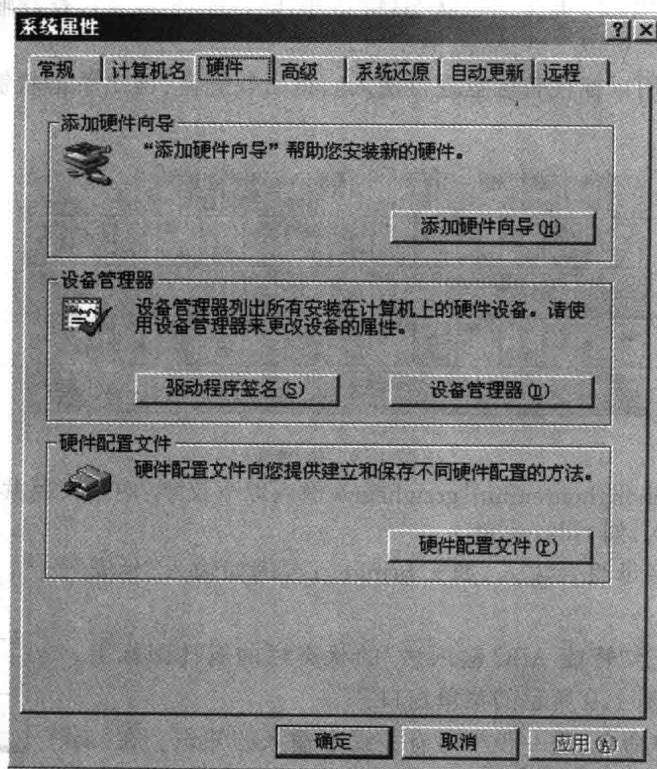 系统属性
常规 计算机名 硬件 高级 系统还原 自动更新 远程
添加硬件向导
“添加硬件向导”帮助您安装新的硬件。
添加硬件向导(H)
设备管理器
设备管理器列出所有安装在计算机上的硬件设备。请使
用设备管理器来更改设备的属性。
驱动程序签名(S) 设备管理器(D)
硬件配置文件
硬件配置文件向您提供建立和保存不同硬件配置的方法。
硬件配置文件(P)
确定 取消 应用(A)